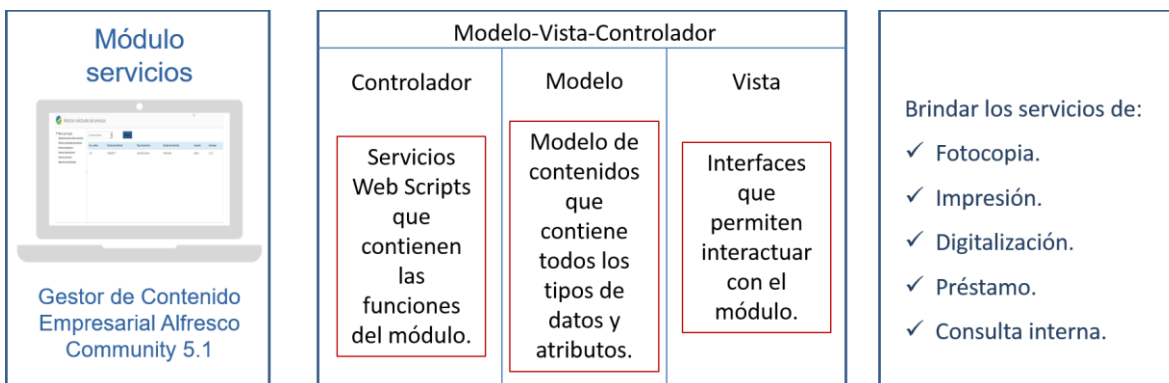 Módulo
servicios
Gestor de Contenido
Empresarial Alfresco
Community 5.1
Modelo-Vista-Controlador
Controlador
Servicios
Web Scripts
que
contienen
las
funciones
del módulo.
Modelo
Modelo de
contenidos
que
contiene
todos los
tipos de
datos y
atributos.
Vista
Interfaces
que
permiten
interactuar
con el
módulo.
Brindar los servicios de:
✓ Fotocopia.
✓ Impresión.
✓ Digitalización.
✓ Préstamo.
✓ Consulta interna.